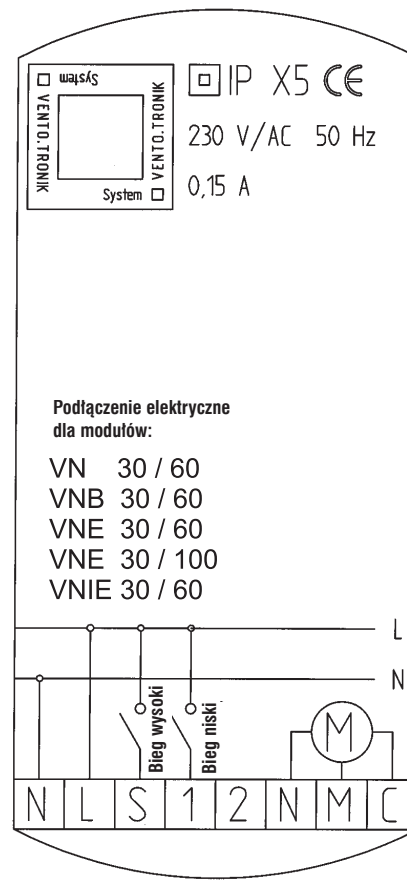 System
VENTO.TRONIK
VENTO.TRONIK
System
IP X5 CE
230 V/AC 50 Hz
0,15 A
Podłączenie elektryczne
dla modułów:
VN 30 / 60
VNB 30 / 60
VNE 30 / 60
VNE 30 / 100
VNIE 30 / 60
L
N
Bieg wysoki
Bieg niski
M
N L S 1 2 N M C